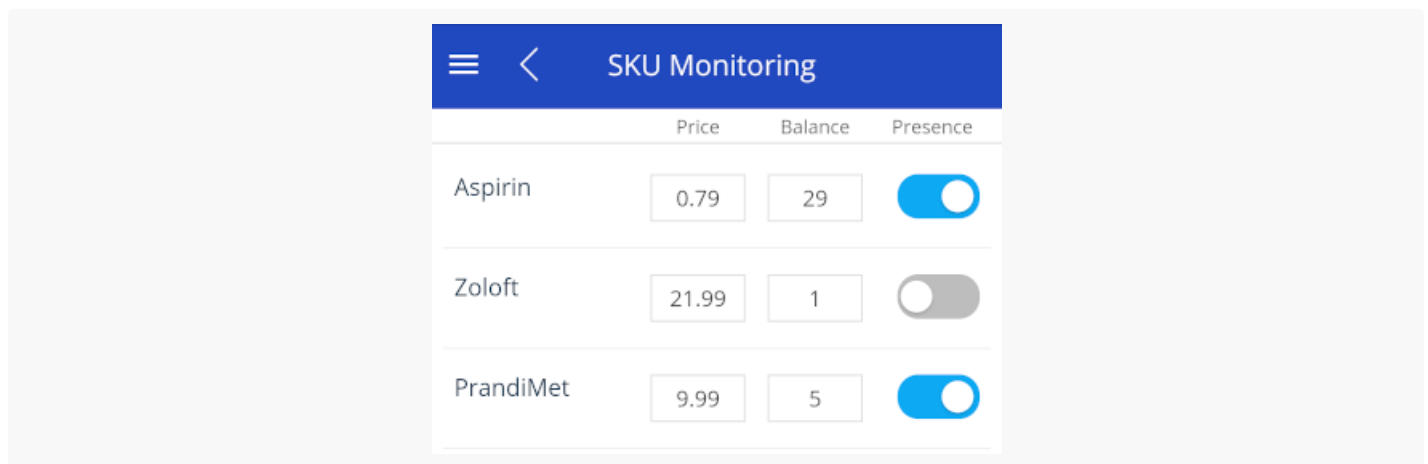 SKU Monitoring
Price Balance Presence
Aspirin 0.79 29
Zoloft 21.99 1
PrandiMet 9.99 5